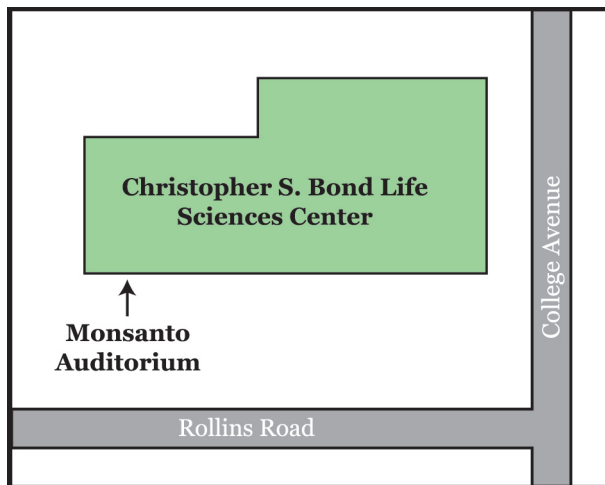 Christopher S. Bond Life
Sciences Center
College Avenue
Monsanto
Auditorium
Rollins Road